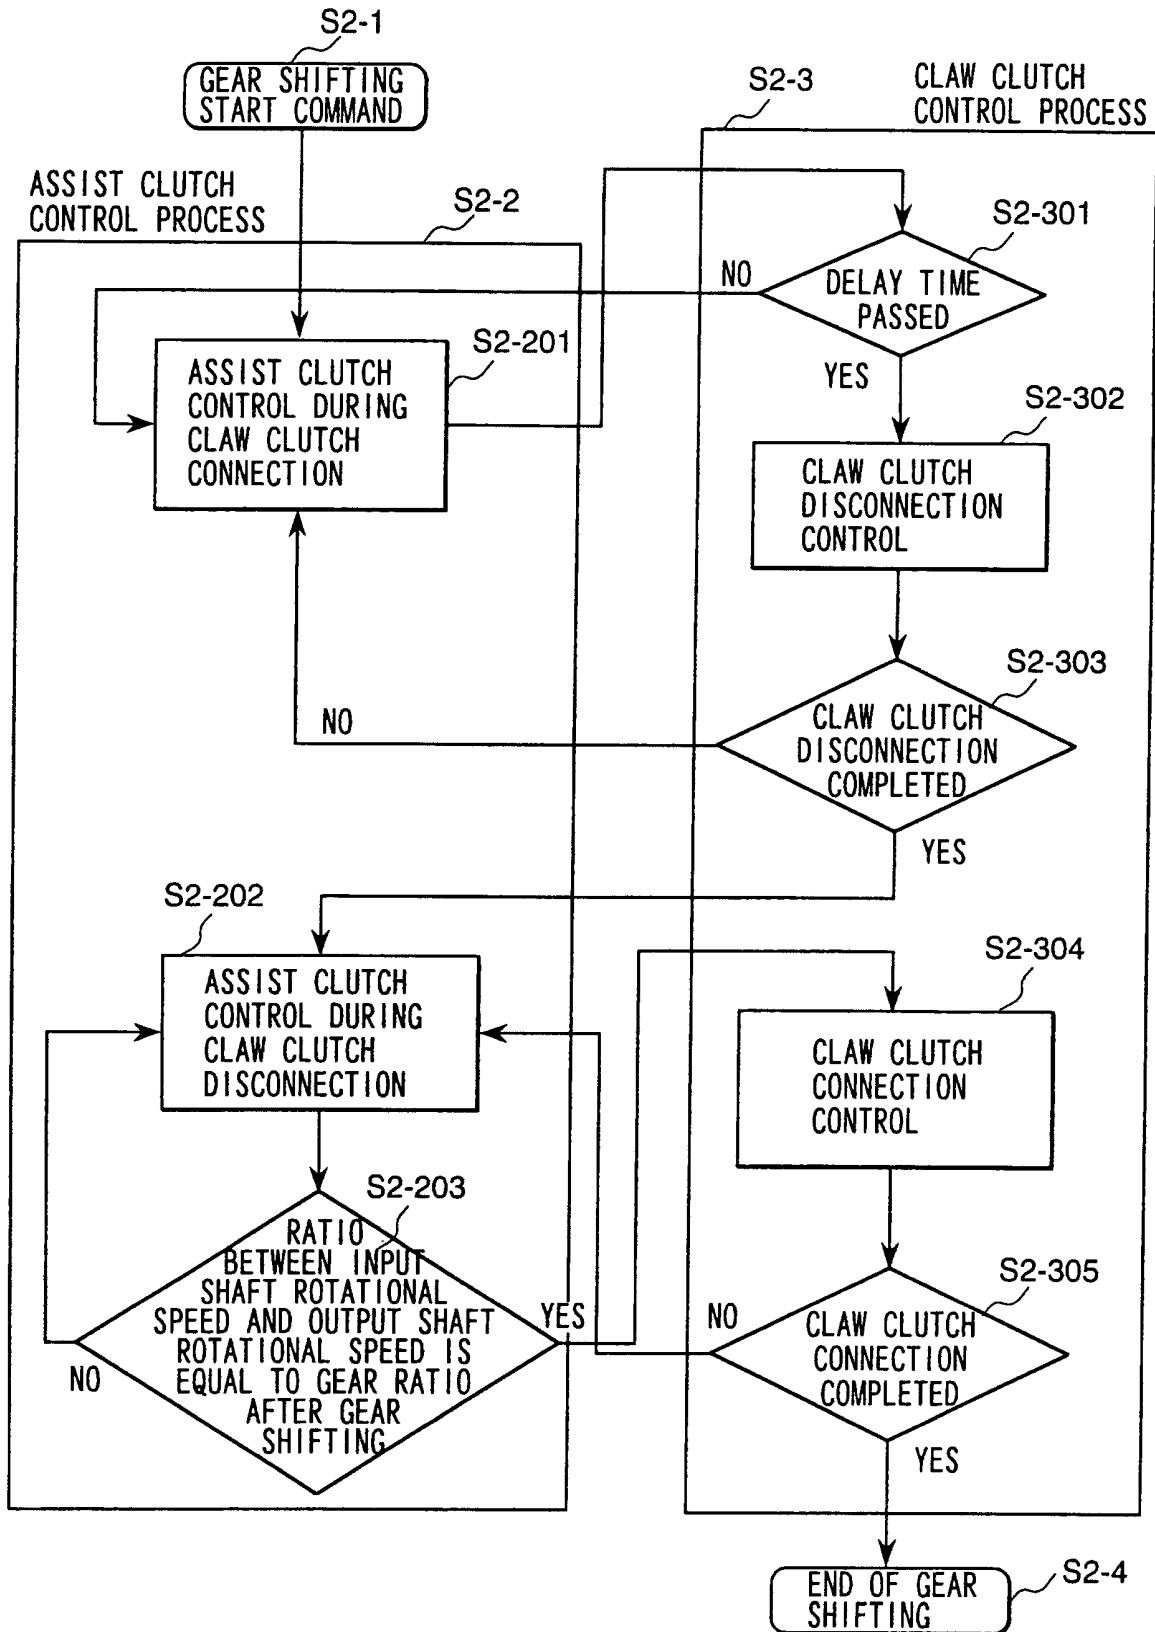 S2-1
GEAR SHIFTING
START COMMAND
S2-3
CLAW CLUTCH
CONTROL PROCESS
ASSIST CLUTCH
CONTROL PROCESS
S2-2
S2-301
NO
DELAY TIME
PASSED
S2-201
ASSIST CLUTCH
CONTROL DURING
CLAW CLUTCH
CONNECTION
YES
S2-302
CLAW CLUTCH
DISCONNECTION
CONTROL
S2-303
NO
CLAW CLUTCH
DISCONNECTION
COMPLETED
YES
S2-202
ASSIST CLUTCH
CONTROL DURING
CLAW CLUTCH
DISCONNECTION
S2-304
CLAW CLUTCH
CONNECTION
CONTROL
S2-203
RATIO
BETWEEN INPUT
SHAFT ROTATIONAL
SPEED AND OUTPUT SHAFT
ROTATIONAL SPEED IS
EQUAL TO GEAR RATIO
AFTER GEAR
SHIFTING
YES
NO
S2-305
NO
CLAW CLUTCH
CONNECTION
COMPLETED
YES
S2-4
END OF GEAR
SHIFTING